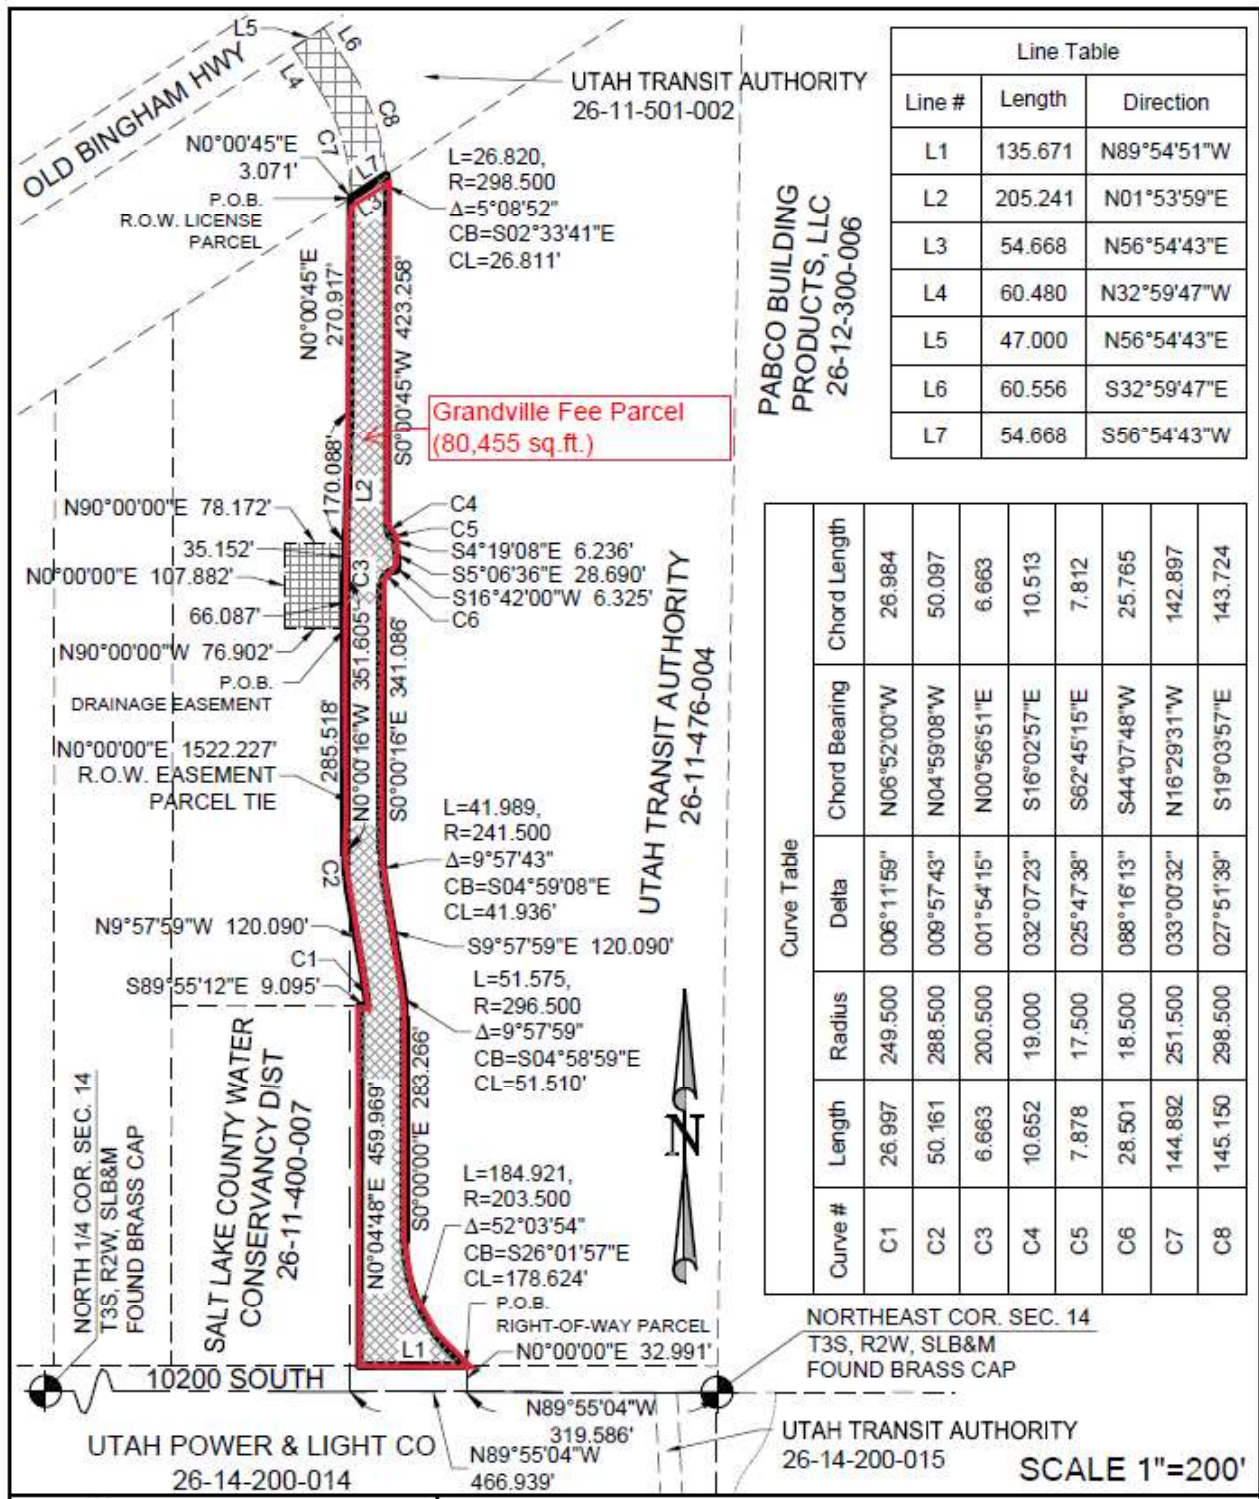 L5
L6
L4
OLD BINGHAM HWY
C7
C8
UTAH TRANSIT AUTHORITY
26-11-501-002
N0°00'45"E
3.071'
P.O.B.
R.O.W. LICENSE
PARCEL
L7
L3
L=26.820,
R=298.500
Δ=5°08'52"
CB=S02°33'41"E
CL=26.811'
N0°00'45"E
270.917'
S0°00'45"W 423.258'
PABCO BUILDING
PRODUCTS, LLC
26-12-300-006
Grandville Fee Parcel
(80,455 sq.ft.)
170.088'
L2
N90°00'00"E 78.172'
35.152'
N0°00'00"E 107.882'
66.087'
N90°00'00"W 76.902'
P.O.B.
DRAINAGE EASEMENT
C3
C4
C5
S4°19'08"E 6.236'
S5°06'36"E 28.690'
S16°42'00"W 6.325'
C6
N0°00'00"E 1522.227'
R.O.W. EASEMENT
PARCEL TIE
285.518'
N0°00'16"W 351.605'
S0°00'16"E 341.086'
UTAH TRANSIT AUTHORITY
26-11-476-004
L=41.989,
R=241.500
Δ=9°57'43"
CB=S04°59'08"E
CL=41.936'
C2
N9°57'59"W 120.090'
S9°57'59"E 120.090'
C1
S89°55'12"E 9.095'
L=51.575,
R=296.500
Δ=9°57'59"
CB=S04°58'59"E
CL=51.510'
NORTH 1/4 COR. SEC. 14
T3S, R2W, SLB&M
FOUND BRASS CAP
SALT LAKE COUNTY WATER
CONSERVANCY DIST
26-11-400-007
N0°04'48"E 459.969'
S0°00'00"E 283.266'
N
L=184.921,
R=203.500
Δ=52°03'54"
CB=S26°01'57"E
CL=178.624'
P.O.B.
RIGHT-OF-WAY PARCEL
L1
N0°00'00"E 32.991'
10200 SOUTH
N89°55'04"W
319.586'
N89°55'04"W
466.939'
UTAH POWER & LIGHT CO
26-14-200-014
NORTHEAST COR. SEC. 14
T3S, R2W, SLB&M
FOUND BRASS CAP
UTAH TRANSIT AUTHORITY
26-14-200-015
SCALE 1"=200'
Line Table
Line # Length Direction
L1 135.671 N89°54'51"W
L2 205.241 N01°53'59"E
L3 54.668 N56°54'43"E
L4 60.480 N32°59'47"W
L5 47.000 N56°54'43"E
L6 60.556 S32°59'47"E
L7 54.668 S56°54'43"W
Curve Table
Curve # Length Radius Delta Chord Bearing Chord Length
C1 26.997 249.500 006°11'59" N06°52'00"W 26.984
C2 50.161 288.500 009°57'43" N04°59'08"W 50.097
C3 6.663 200.500 001°54'15" N00°56'51"E 6.663
C4 10.652 19.000 032°07'23" S16°02'57"E 10.513
C5 7.878 17.500 025°47'38" S62°45'15"E 7.812
C6 28.501 18.500 088°16'13" S44°07'48"W 25.765
C7 144.892 251.500 033°00'32" N16°29'31"W 142.897
C8 145.150 298.500 027°51'39" S19°03'57"E 143.724